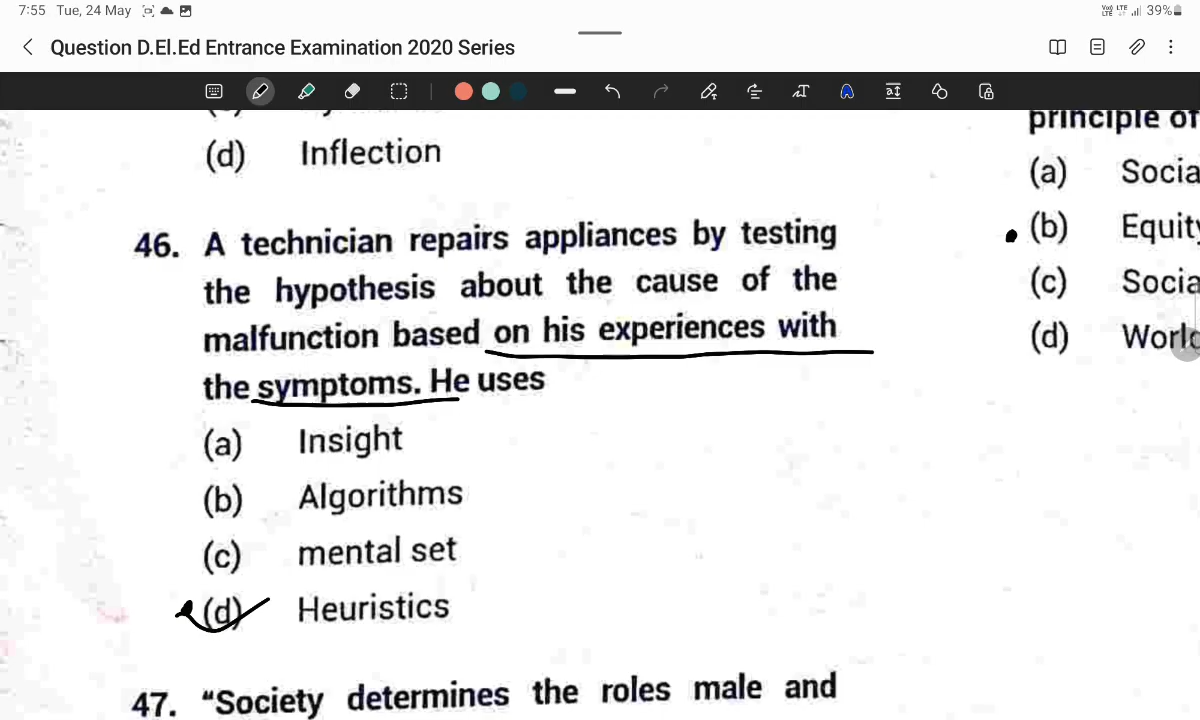 7:55 Tue, 24 May
39%
Question D.El.Ed Entrance Examination 2020 Series
(d) Inflection
46. A technician repairs appliances by testing
the hypothesis about the cause of the
malfunction based on his experiences with
the symptoms. He uses
(a) Insight
(b) Algorithms
(c) mental set
(d) Heuristics
47. “Society determines the roles male and
principle of
(a) Socia
(b) Equity
(c) Socia
(d) World